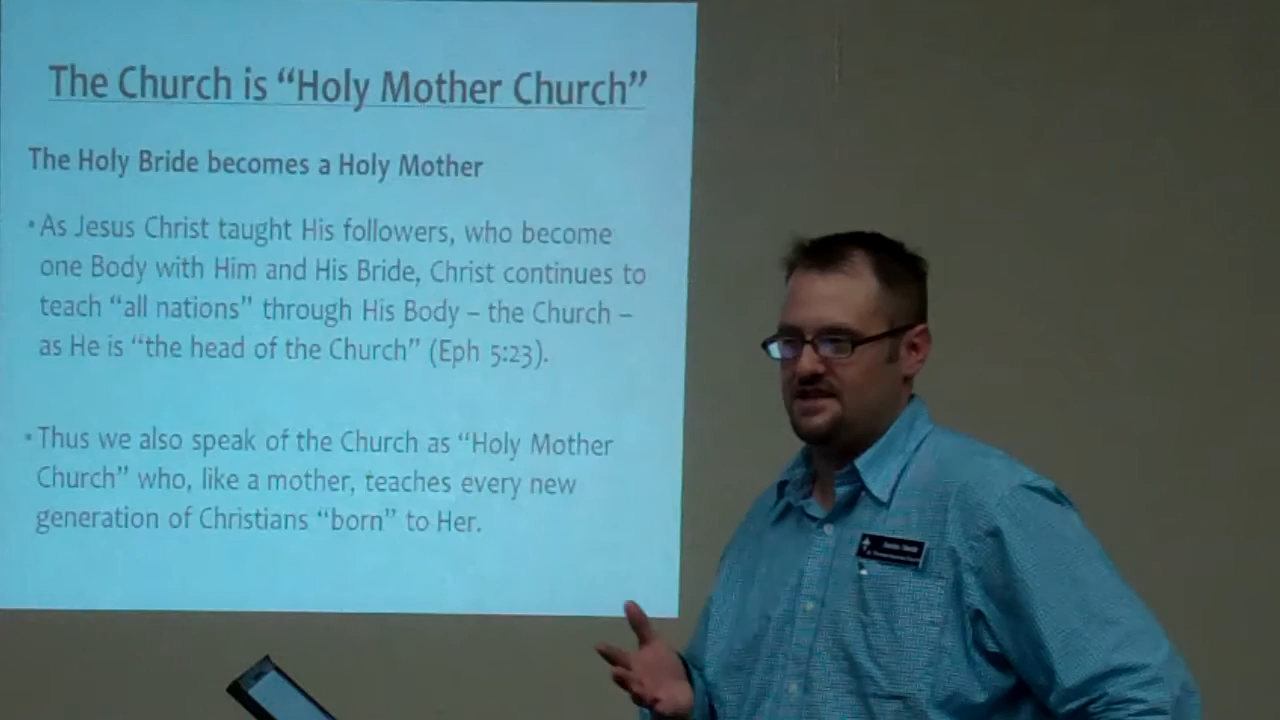 The Church is “Holy Mother Church”
The Holy Bride becomes a Holy Mother
• As Jesus Christ taught His followers, who become
one Body with Him and His Bride, Christ continues to
teach “all nations” through His Body – the Church –
as He is “the head of the Church” (Eph 5:23).
• Thus we also speak of the Church as “Holy Mother
Church” who, like a mother, teaches every new
generation of Christians “born” to Her.